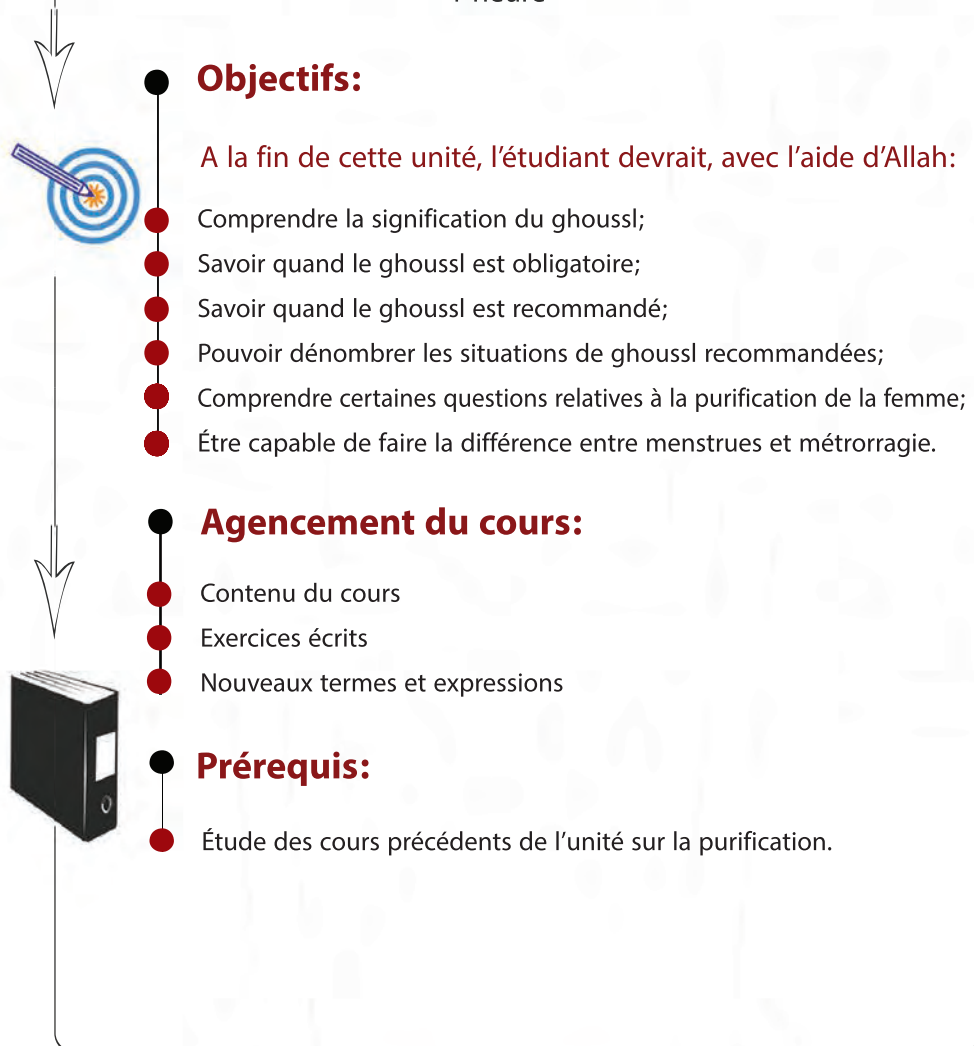 Objectifs:
A la fin de cette unité, l’étudiant devrait, avec l’aide d’Allah:
Comprendre la signification du ghoussl;
Savoir quand le ghoussl est obligatoire;
Savoir quand le ghoussl est recommandé;
Pouvoir dénombrer les situations de ghoussl recommandées;
Comprendre certaines questions relatives à la purification de la femme;
Étre capable de faire la différence entre menstrues et métrorragie.
Agencement du cours:
Contenu du cours
Exercices écrits
Nouveaux termes et expressions
Prérequis:
Étude des cours précédents de l’unité sur la purification.